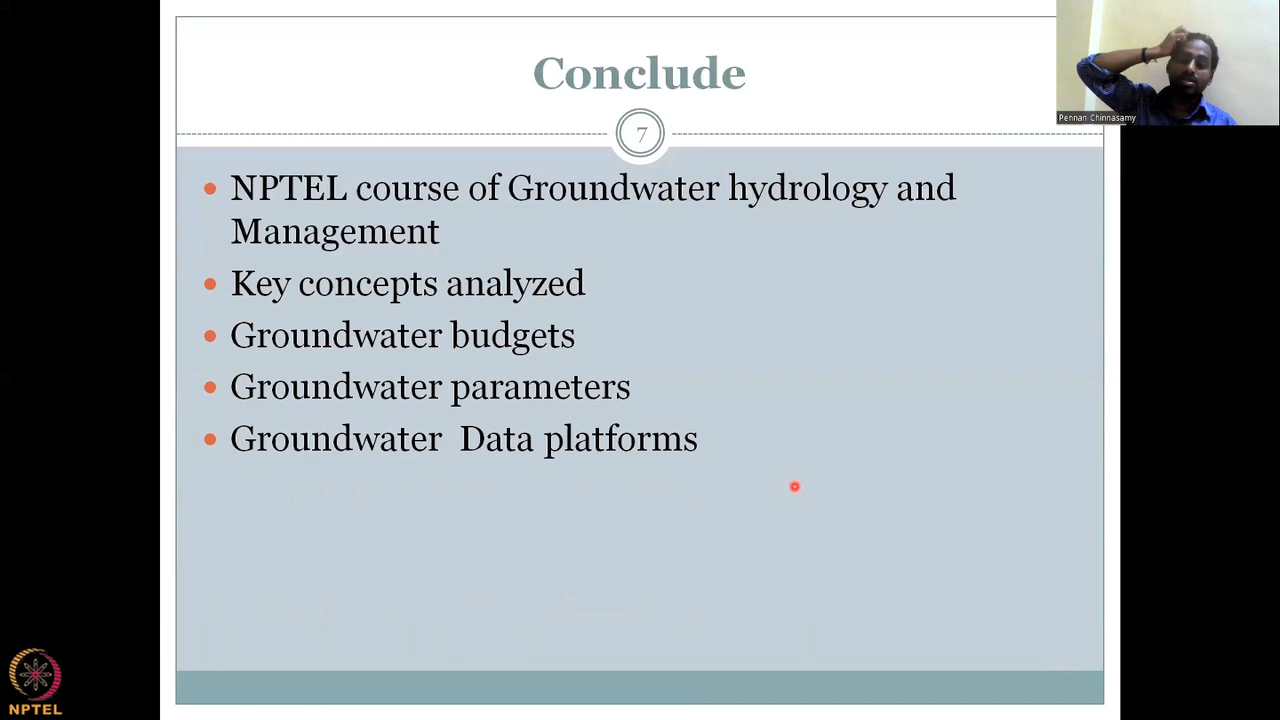 Conclude
7
Pennan Chinnasamy
• NPTEL course of Groundwater hydrology and
Management
• Key concepts analyzed
• Groundwater budgets
• Groundwater parameters
• Groundwater  Data platforms
NPTEL